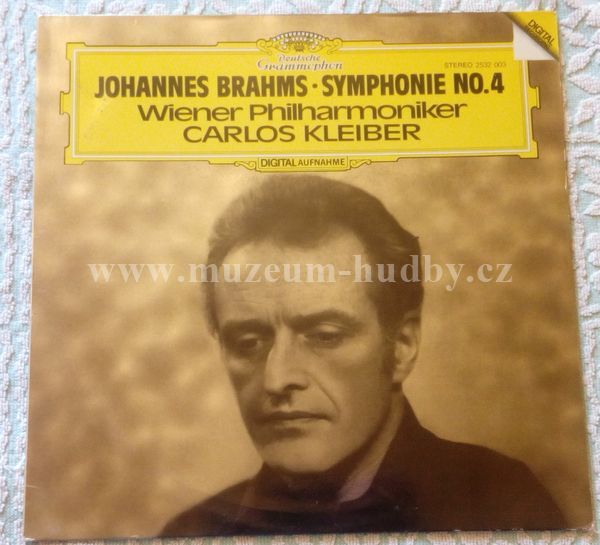 Deutsche
Grammophon
STEREO 2532 003
DIGITAL
JOHANNES BRAHMS · SYMPHONIE NO.4
Wiener Philharmoniker
CARLOS KLEIBER
DIGITAL AUFNAHME
www.muzeum-hudby.cz